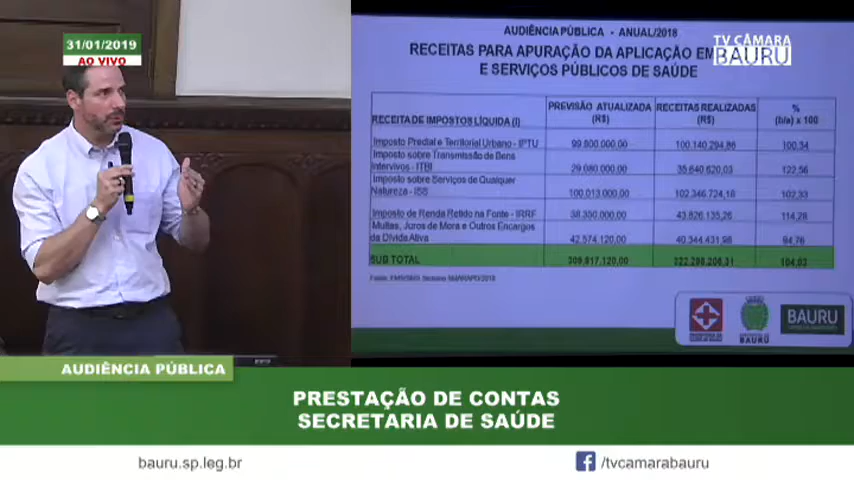 31/01/2019
AO VIVO
TV CÂMARA
BAURU
AUDIÊNCIA PÚBLICA - ANUAL/2018
RECEITAS PARA APURAÇÃO DA APLICAÇÃO EM
E SERVIÇOS PÚBLICOS DE SAÚDE
RECEITA DE IMPOSTOS LÍQUIDA (I) PREVISÃO ATUALIZADA (R$) RECEITAS REALIZADAS (R$) % (b/a) x 100
Imposto Predial e Territorial Urbano - IPTU 99.800.000,00 100.140.294,86 100,34
Imposto sobre Transmissão de Bens
Intervivos - ITBI 29.080.000,00 35.640.620,03 122,56
Imposto sobre Serviços de Qualquer
Natureza - ISS 100.013.000,00 102.346.724,18 102,33
Imposto de Renda Retido na Fonte - IRRF 38.350.000,00 43.826.135,26 114,28
Multas, Juros de Mora e Outros Encargos
da Dívida Ativa 42.574.120,00 40.344.431,98 94,76
SUB TOTAL 309.817.120,00 322.298.206,31 104,03
BAURU
BAURU
AUDIÊNCIA PÚBLICA
PRESTAÇÃO DE CONTAS
SECRETARIA DE SAÚDE
bauru.sp.leg.br
/tvcamarabauru